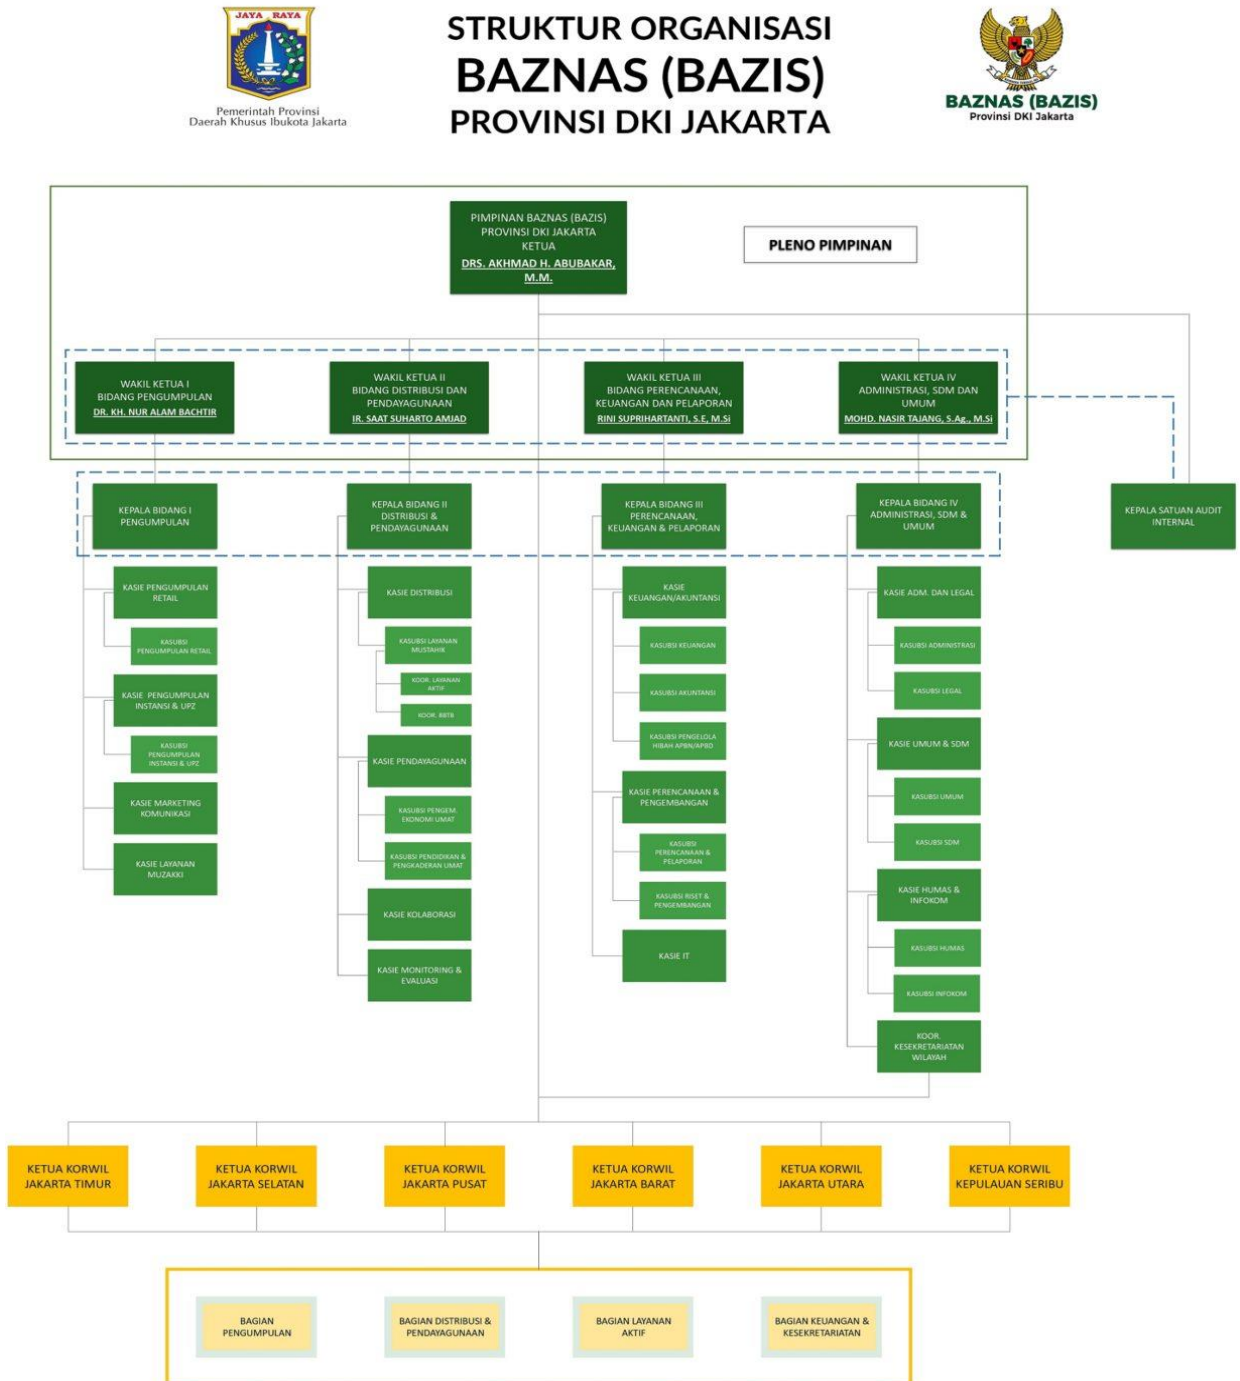 JAYA RAYA
Pemerintah Provinsi
Daerah Khusus Ibukota Jakarta
STRUKTUR ORGANISASI
BAZNAS (BAZIS)
PROVINSI DKI JAKARTA
BAZNAS (BAZIS)
Provinsi DKI Jakarta
PIMPINAN BAZNAS (BAZIS)
PROVINSI DKI JAKARTA
KETUA
DRS. AKHMAD H. ABUBAKAR,
M.M.
PLENO PIMPINAN
WAKIL KETUA I
BIDANG PENGUMPULAN
DR. KH. NUR ALAM BACHTIR
WAKIL KETUA II
BIDANG DISTRIBUSI DAN
PENDAYAGUNAAN
IR. SAAT SUHARTO AMJAD
WAKIL KETUA III
BIDANG PERENCANAAN,
KEUANGAN DAN PELAPORAN
RINI SUPRIHARTANTI, S.E, M.Si
WAKIL KETUA IV
ADMINISTRASI, SDM DAN
UMUM
MOHD. NASIR TAJANG, S.Ag., M.Si
KEPALA BIDANG I
PENGUMPULAN
KEPALA BIDANG II
DISTRIBUSI &
PENDAYAGUNAAN
KEPALA BIDANG III
PERENCANAAN,
KEUANGAN & PELAPORAN
KEPALA BIDANG IV
ADMINISTRASI, SDM &
UMUM
KEPALA SATUAN AUDIT
INTERNAL
KASIE PENGUMPULAN
RETAIL
KASUBSI
PENGUMPULAN RETAIL
KASIE PENGUMPULAN
INSTANSI & UPZ
KASUBSI
PENGUMPULAN
INSTANSI & UPZ
KASIE MARKETING
KOMUNIKASI
KASIE LAYANAN
MUZAKKI
KASIE DISTRIBUSI
KASUBSI LAYANAN
MUSTAHIK
KOOR. LAYANAN
AKTIF
KOOR. BBTB
KASIE PENDAYAGUNAAN
KASUBSI PENGEM.
EKONOMI UMAT
KASUBSI PENDIDIKAN &
PENGKADERAN UMAT
KASIE KOLABORASI
KASIE MONITORING &
EVALUASI
KASIE
KEUANGAN/AKUNTANSI
KASUBSI KEUANGAN
KASUBSI AKUNTANSI
KASUBSI PENGELOLA
HIBAH APBN/APBD
KASIE PERENCANAAN &
PENGEMBANGAN
KASUBSI
PERENCANAAN &
PELAPORAN
KASUBSI RISET &
PENGEMBANGAN
KASIE IT
KASIE ADM. DAN LEGAL
KASUBSI ADMINISTRASI
KASUBSI LEGAL
KASIE UMUM & SDM
KASUBSI UMUM
KASUBSI SDM
KASIE HUMAS &
INFOKOM
KASUBSI HUMAS
KASUBSI INFOKOM
KOOR.
KESEKRETARIATAN
WILAYAH
KETUA KORWIL
JAKARTA TIMUR
KETUA KORWIL
JAKARTA SELATAN
KETUA KORWIL
JAKARTA PUSAT
KETUA KORWIL
JAKARTA BARAT
KETUA KORWIL
JAKARTA UTARA
KETUA KORWIL
KEPULAUAN SERIBU
BAGIAN
PENGUMPULAN
BAGIAN DISTRIBUSI &
PENDAYAGUNAAN
BAGIAN LAYANAN
AKTIF
BAGIAN KEUANGAN &
KESEKRETARIATAN